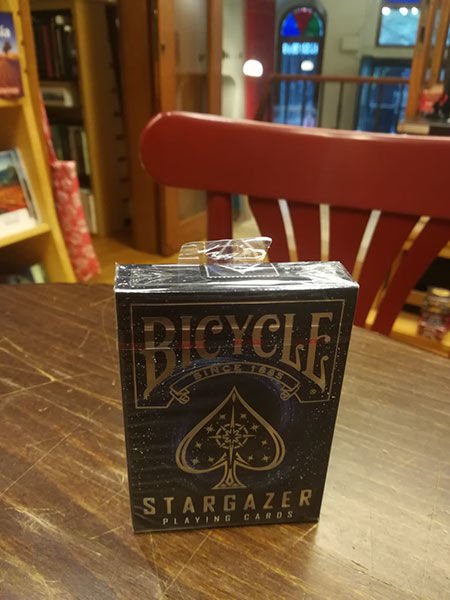 BICYCLE
®
SINCE 1885
STARGAZER
PLAYING CARDS